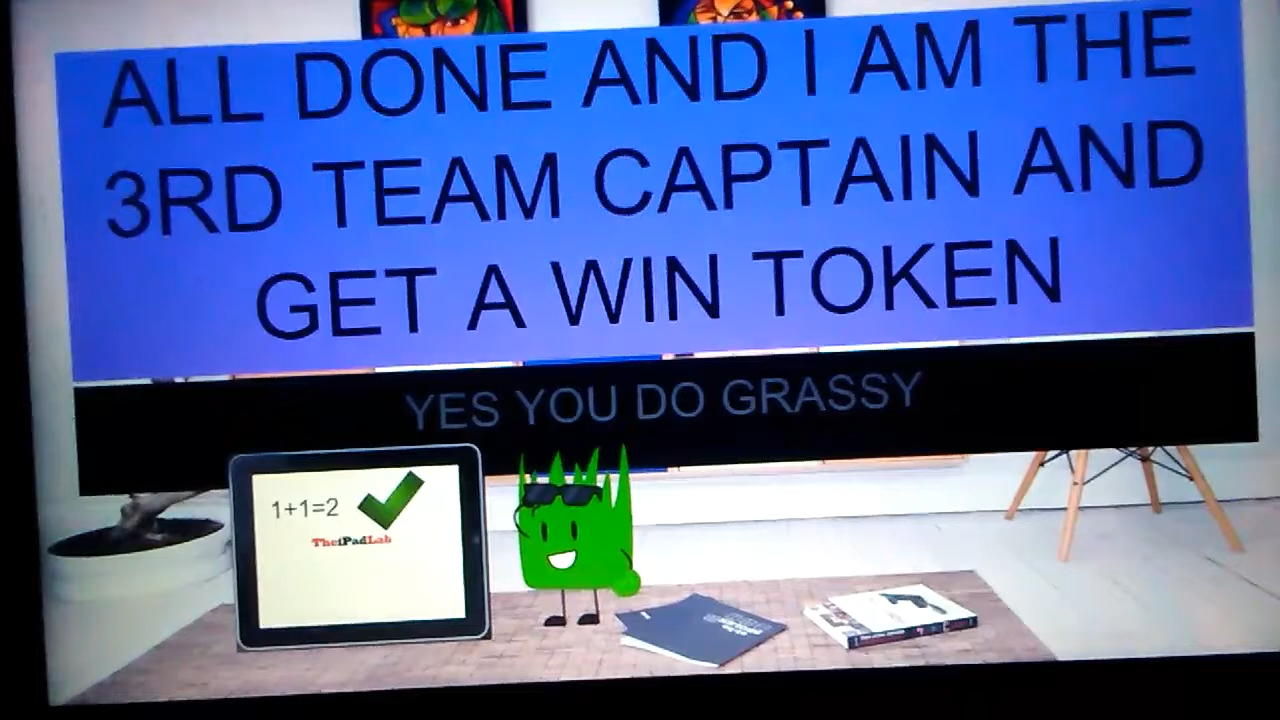 ALL DONE AND I AM THE
3RD TEAM CAPTAIN AND
GET A WIN TOKEN
YES YOU DO GRASSY
1+1=2
TheiPadLab